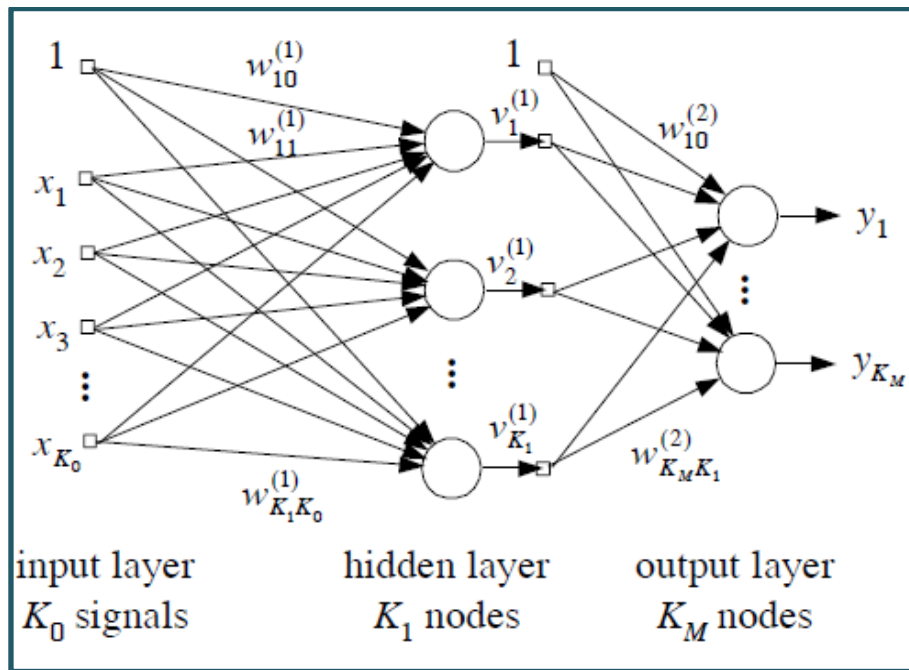 1
w_{10}^{(1)}
1
w_{11}^{(1)}
v_1^{(1)}
w_{10}^{(2)}
x_1
y_1
x_2
v_2^{(1)}
x_3
y_{K_M}
x_{K_0}
v_{K_1}^{(1)}
w_{K_M K_1}^{(2)}
w_{K_1 K_0}^{(1)}
input layer
K_0 signals
hidden layer
K_1 nodes
output layer
K_M nodes